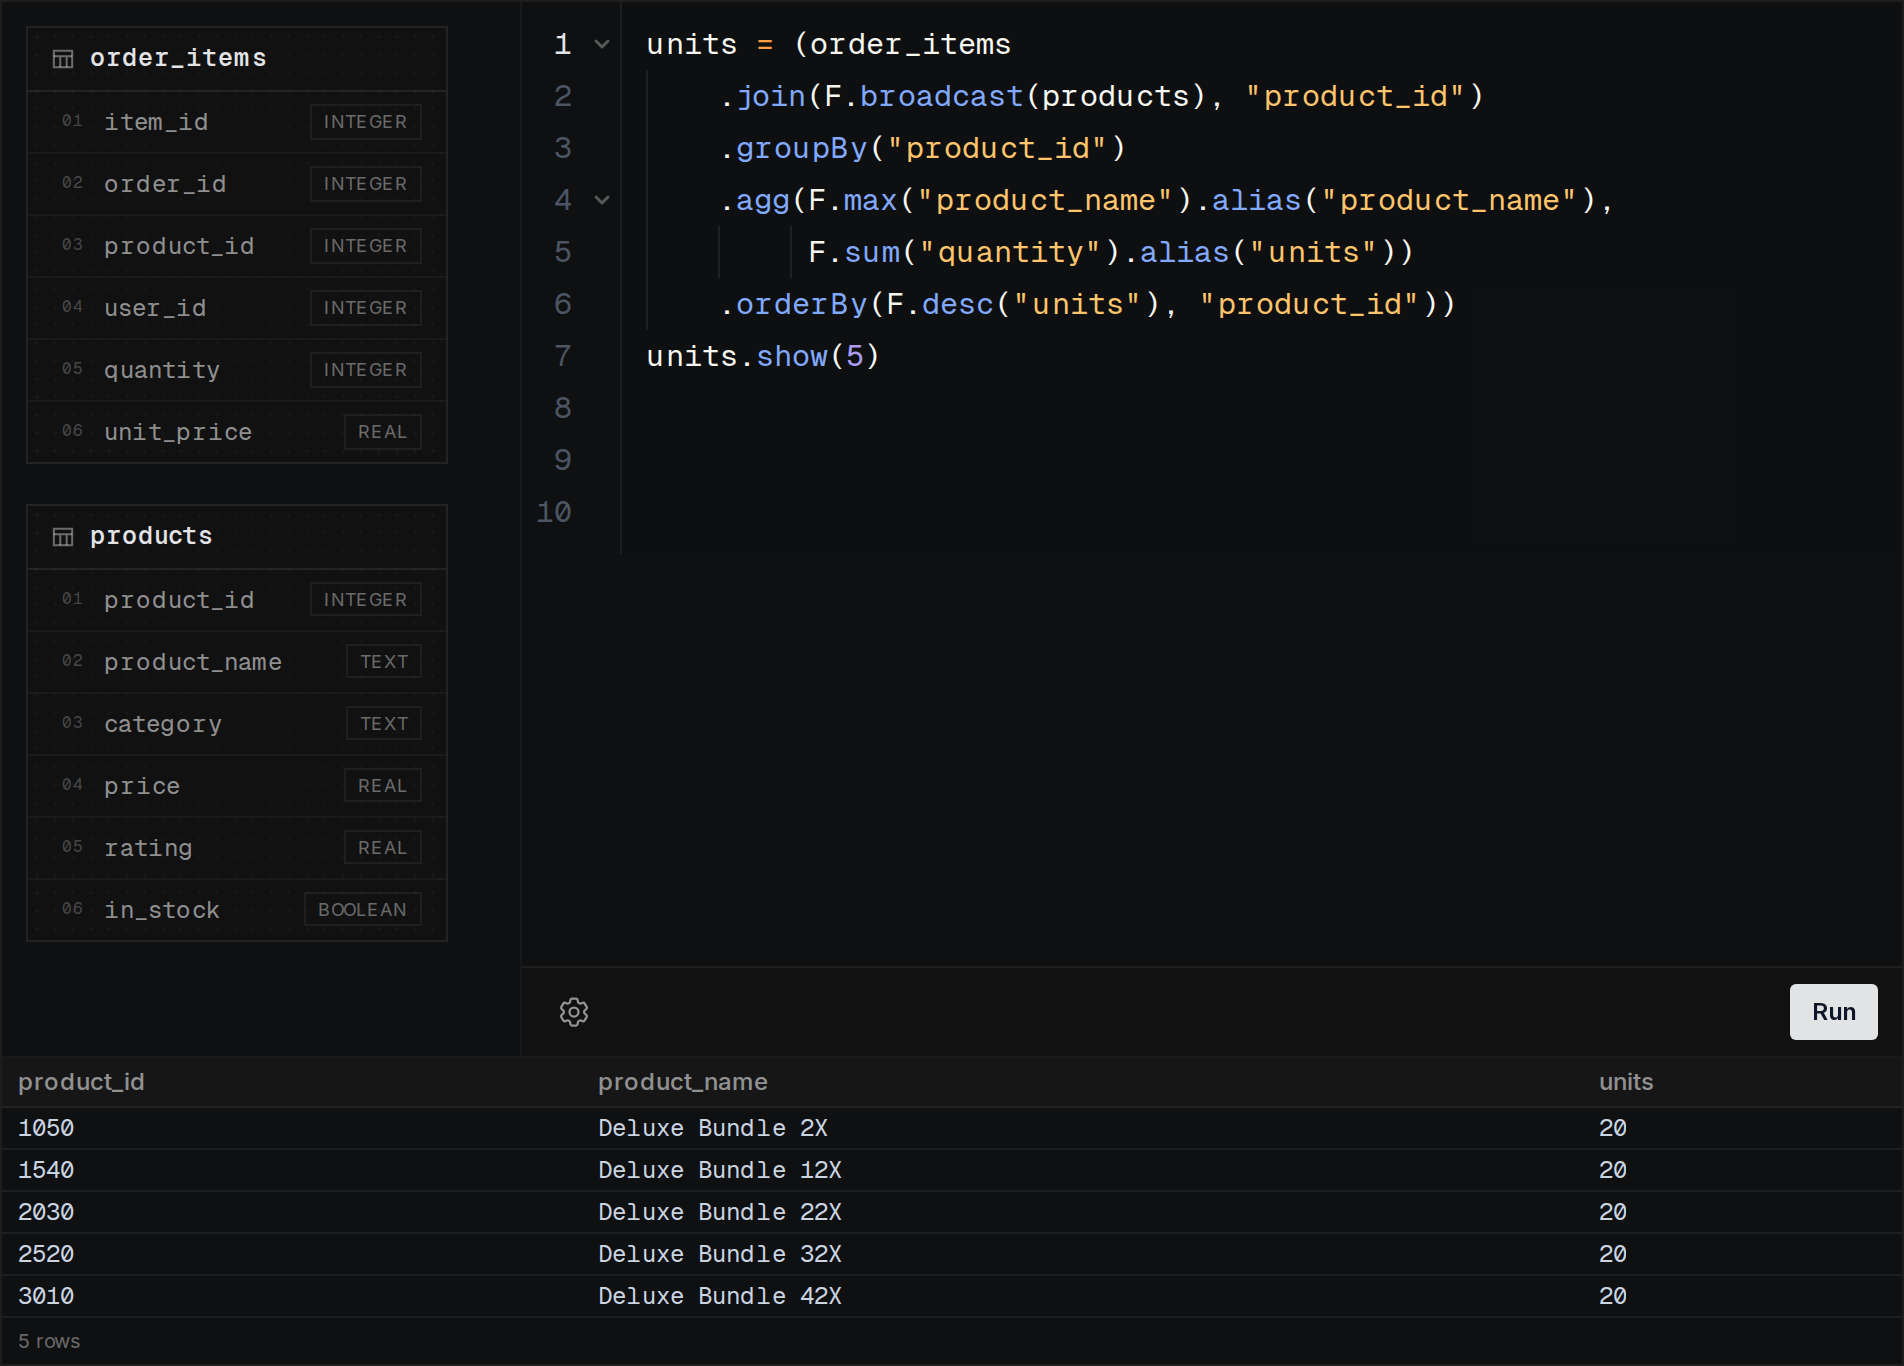 order_items
01 item_id INTEGER
02 order_id INTEGER
03 product_id INTEGER
04 user_id INTEGER
05 quantity INTEGER
06 unit_price REAL
products
01 product_id INTEGER
02 product_name TEXT
03 category TEXT
04 price REAL
05 rating REAL
06 in_stock BOOLEAN
1 units = (order_items
2 .join(F.broadcast(products), "product_id")
3 .groupBy("product_id")
4 .agg(F.max("product_name").alias("product_name"),
5 F.sum("quantity").alias("units"))
6 .orderBy(F.desc("units"), "product_id"))
7 units.show(5)
8
9
10
Run
product_id product_name units
1050 Deluxe Bundle 2X 20
1540 Deluxe Bundle 12X 20
2030 Deluxe Bundle 22X 20
2520 Deluxe Bundle 32X 20
3010 Deluxe Bundle 42X 20
5 rows